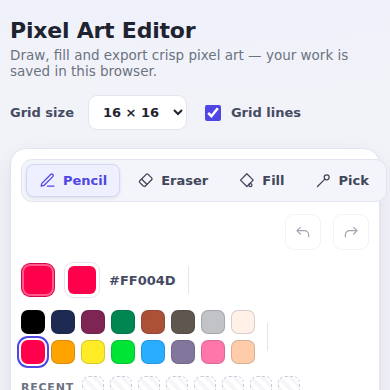 Pixel Art Editor
Draw, fill and export crisp pixel art — your work is
saved in this browser.
Grid size 16 × 16 Grid lines
Pencil Eraser Fill Pick
#FF004D
RECENT